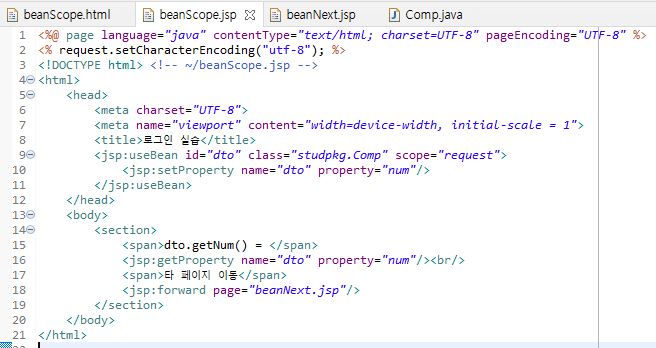 beanScope.html beanScope.jsp beanNext.jsp Comp.java
1 <%@ page language="java" contentType="text/html; charset=UTF-8" pageEncoding="UTF-8" %>
2 <% request.setCharacterEncoding("utf-8"); %>
3 <!DOCTYPE html> <!-- ~/beanScope.jsp -->
4 <html>
5 <head>
6 <meta charset="UTF-8">
7 <meta name="viewport" content="width=device-width, initial-scale = 1">
8 <title>로그인 실습</title>
9 <jsp:useBean id="dto" class="studpkg.Comp" scope="request">
10 <jsp:setProperty name="dto" property="num"/>
11 </jsp:useBean>
12 </head>
13 <body>
14 <section>
15 <span>dto.getNum() = </span>
16 <jsp:getProperty name="dto" property="num"/><br/>
17 <span>타 페이지 이동</span>
18 <jsp:forward page="beanNext.jsp"/>
19 </section>
20 </body>
21 </html>
22